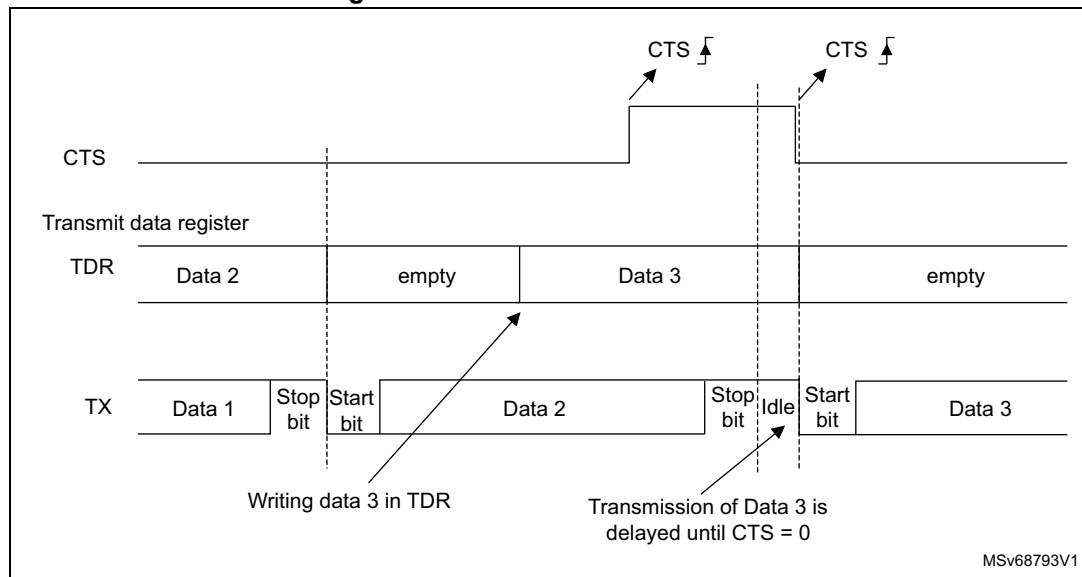 CTS CTS
CTS
Transmit data register
TDR Data 2 empty Data 3 empty
TX Data 1 Stop bit Start bit Data 2 Stop bit Idle Start bit Data 3
Writing data 3 in TDR
Transmission of Data 3 is
delayed until CTS = 0
MSv68793V1